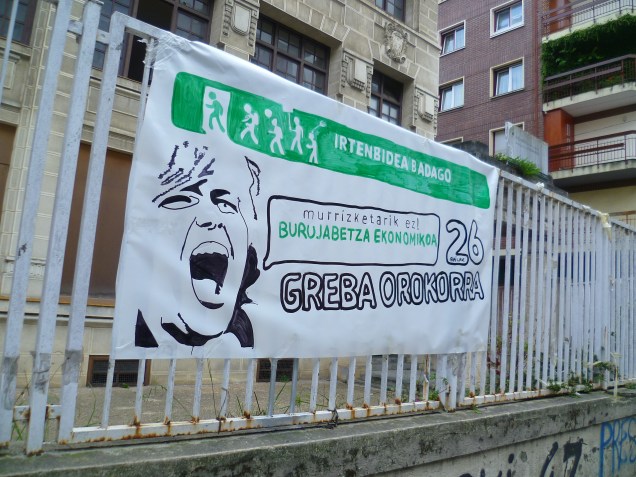 IRTENBIDEA BADAGO
murrizketarik ez!
BURUJABETZA EKONOMIKOA
26
GREBA OROKORRA